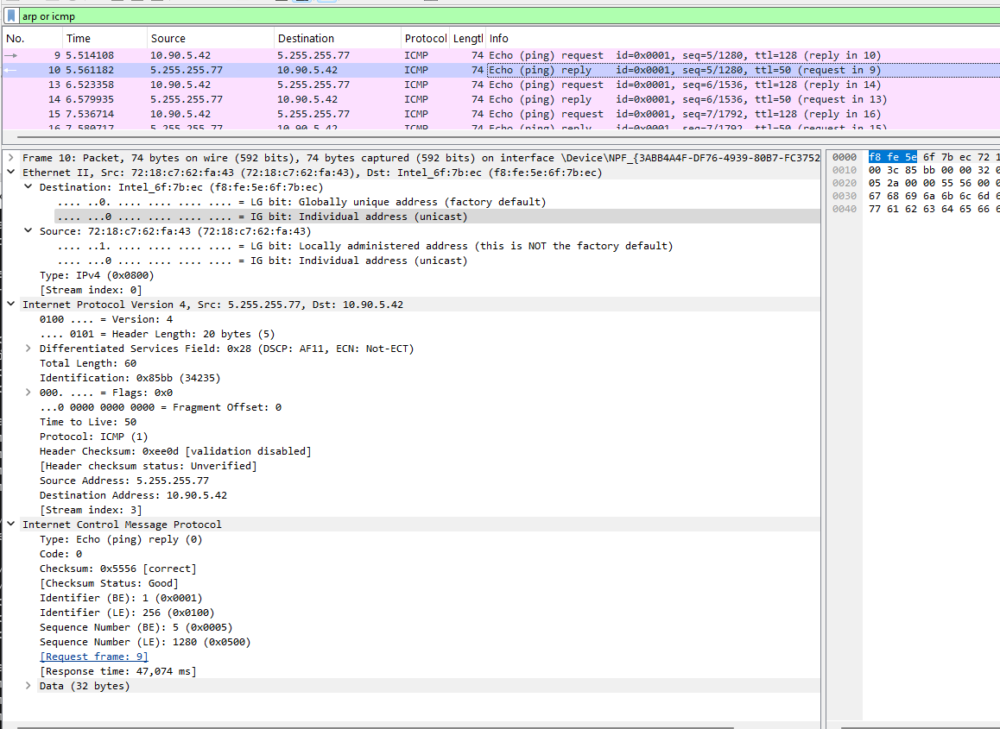 arp or icmp
No. Time Source Destination Protocol Lengtl Info
9 5.514108 10.90.5.42 5.255.255.77 ICMP 74 Echo (ping) request id=0x0001, seq=5/1280, ttl=128 (reply in 10)
10 5.561182 5.255.255.77 10.90.5.42 ICMP 74 Echo (ping) reply id=0x0001, seq=5/1280, ttl=50 (request in 9)
13 6.523358 10.90.5.42 5.255.255.77 ICMP 74 Echo (ping) request id=0x0001, seq=6/1536, ttl=128 (reply in 14)
14 6.579935 5.255.255.77 10.90.5.42 ICMP 74 Echo (ping) reply id=0x0001, seq=6/1536, ttl=50 (request in 13)
15 7.536714 10.90.5.42 5.255.255.77 ICMP 74 Echo (ping) request id=0x0001, seq=7/1792, ttl=128 (reply in 16)
16 7.580717 5.255.255.77 10.90.5.42 ICMP 74 Echo (ping) reply id=0x0001, seq=7/1792, ttl=50 (request in 15)
Frame 10: Packet, 74 bytes on wire (592 bits), 74 bytes captured (592 bits) on interface \Device\NPF_{3ABB4A4F-DF76-4939-80B7-FC3752
Ethernet II, Src: 72:18:c7:62:fa:43 (72:18:c7:62:fa:43), Dst: Intel_6f:7b:ec (f8:fe:5e:6f:7b:ec)
Destination: Intel_6f:7b:ec (f8:fe:5e:6f:7b:ec)
.... ..0. .... .... .... .... = LG bit: Globally unique address (factory default)
.... ...0 .... .... .... .... = IG bit: Individual address (unicast)
Source: 72:18:c7:62:fa:43 (72:18:c7:62:fa:43)
.... ..1. .... .... .... .... = LG bit: Locally administered address (this is NOT the factory default)
.... ...0 .... .... .... .... = IG bit: Individual address (unicast)
Type: IPv4 (0x0800)
[Stream index: 0]
Internet Protocol Version 4, Src: 5.255.255.77, Dst: 10.90.5.42
0100 .... = Version: 4
.... 0101 = Header Length: 20 bytes (5)
Differentiated Services Field: 0x28 (DSCP: AF11, ECN: Not-ECT)
Total Length: 60
Identification: 0x85bb (34235)
000. .... = Flags: 0x0
...0 0000 0000 0000 = Fragment Offset: 0
Time to Live: 50
Protocol: ICMP (1)
Header Checksum: 0xee0d [validation disabled]
[Header checksum status: Unverified]
Source Address: 5.255.255.77
Destination Address: 10.90.5.42
[Stream index: 3]
Internet Control Message Protocol
Type: Echo (ping) reply (0)
Code: 0
Checksum: 0x5556 [correct]
[Checksum Status: Good]
Identifier (BE): 1 (0x0001)
Identifier (LE): 256 (0x0100)
Sequence Number (BE): 5 (0x0005)
Sequence Number (LE): 1280 (0x0500)
[Request frame: 9]
[Response time: 47,074 ms]
Data (32 bytes)
0000 f8 fe 5e 6f 7b ec 72 1
0010 00 3c 85 bb 00 00 32 0
0020 05 2a 00 00 55 56 00 0
0030 67 68 69 6a 6b 6c 6d 6
0040 77 61 62 63 64 65 66 6